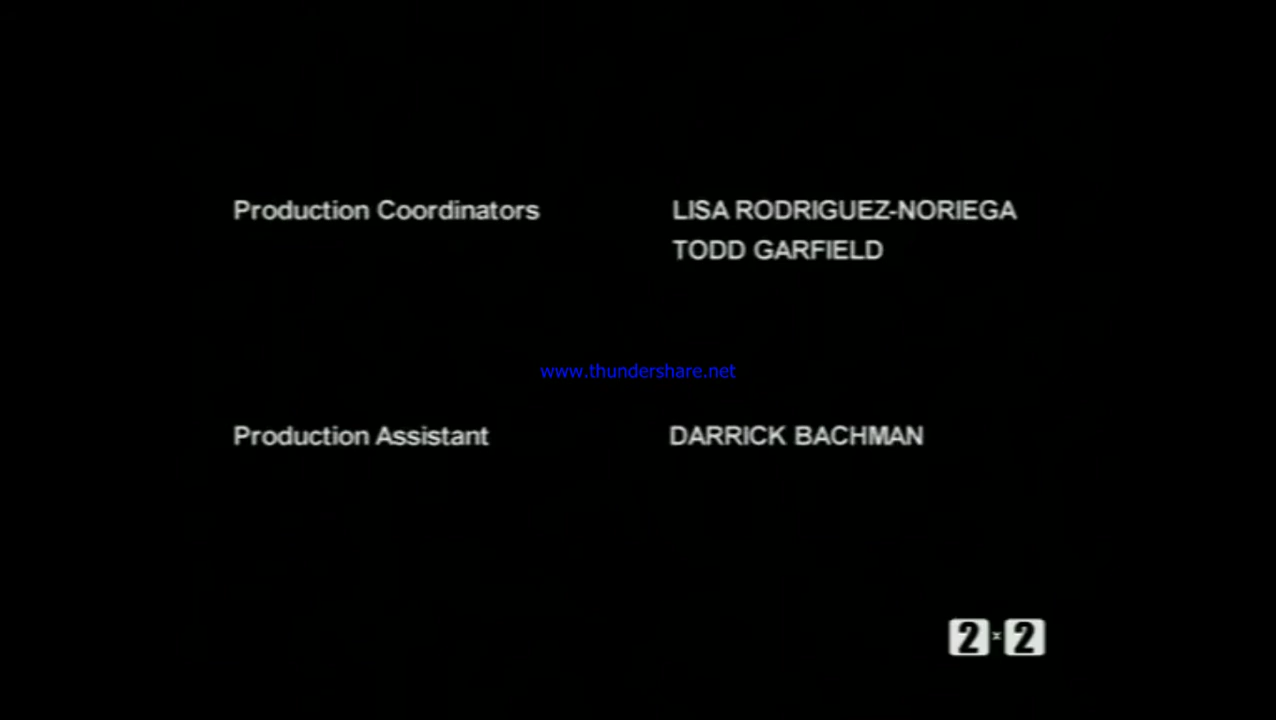 Production Coordinators LISA RODRIGUEZ-NORIEGA
TODD GARFIELD
www.thundershare.net
Production Assistant DARRICK BACHMAN
2x2